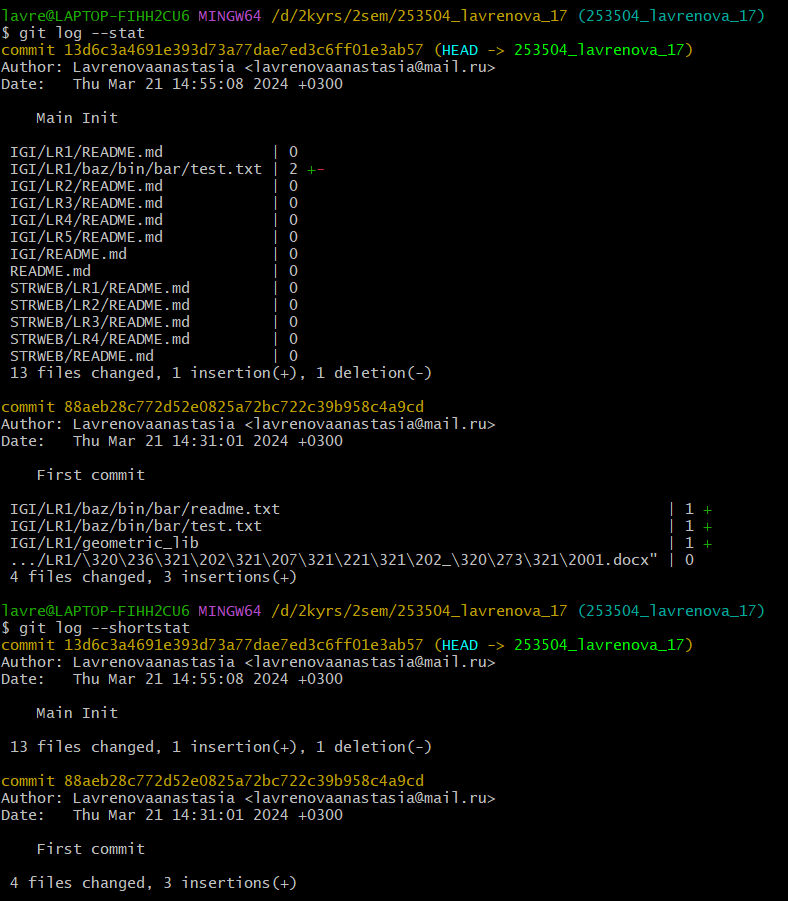 lavre@LAPTOP-FIHH2CU6 MINGW64 /d/2kyrs/2sem/253504_lavrenova_17 (253504_lavrenova_17)
$ git log --stat
commit 13d6c3a4691e393d73a77dae7ed3c6ff01e3ab57 (HEAD -> 253504_lavrenova_17)
Author: Lavrenovaanastasia <lavrenovaanastasia@mail.ru>
Date:   Thu Mar 21 14:55:08 2024 +0300
    Main Init
 IGI/LR1/README.md            | 0
 IGI/LR1/baz/bin/bar/test.txt | 2 +-
 IGI/LR2/README.md            | 0
 IGI/LR3/README.md            | 0
 IGI/LR4/README.md            | 0
 IGI/LR5/README.md            | 0
 IGI/README.md                | 0
 README.md                    | 0
 STRWEB/LR1/README.md         | 0
 STRWEB/LR2/README.md         | 0
 STRWEB/LR3/README.md         | 0
 STRWEB/LR4/README.md         | 0
 STRWEB/README.md             | 0
 13 files changed, 1 insertion(+), 1 deletion(-)
commit 88aeb28c772d52e0825a72bc722c39b958c4a9cd
Author: Lavrenovaanastasia <lavrenovaanastasia@mail.ru>
Date:   Thu Mar 21 14:31:01 2024 +0300
    First commit
 IGI/LR1/baz/bin/bar/readme.txt                                           | 1 +
 IGI/LR1/baz/bin/bar/test.txt                                             | 1 +
 IGI/LR1/geometric_lib                                                    | 1 +
 .../LR1/\320\236\321\202\321\207\321\221\321\202_\320\273\321\2001.docx" | 0
 4 files changed, 3 insertions(+)
lavre@LAPTOP-FIHH2CU6 MINGW64 /d/2kyrs/2sem/253504_lavrenova_17 (253504_lavrenova_17)
$ git log --shortstat
commit 13d6c3a4691e393d73a77dae7ed3c6ff01e3ab57 (HEAD -> 253504_lavrenova_17)
Author: Lavrenovaanastasia <lavrenovaanastasia@mail.ru>
Date:   Thu Mar 21 14:55:08 2024 +0300
    Main Init
 13 files changed, 1 insertion(+), 1 deletion(-)
commit 88aeb28c772d52e0825a72bc722c39b958c4a9cd
Author: Lavrenovaanastasia <lavrenovaanastasia@mail.ru>
Date:   Thu Mar 21 14:31:01 2024 +0300
    First commit
 4 files changed, 3 insertions(+)